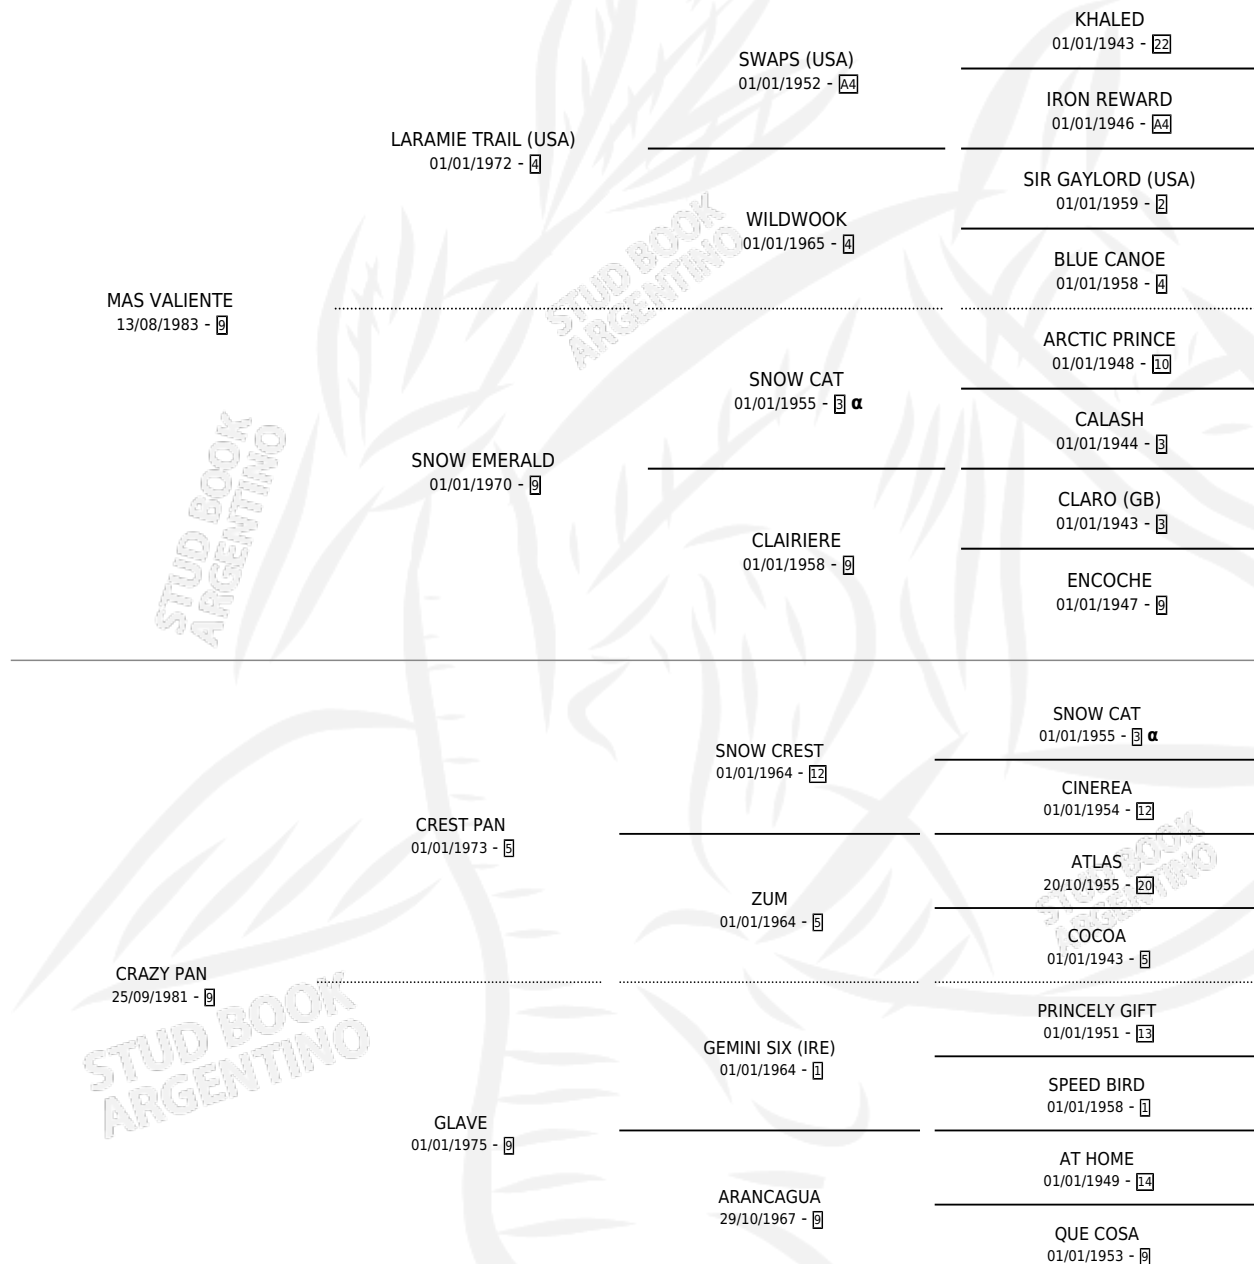 KHALED
01/01/1943 - 22
SWAPS (USA)
01/01/1952 - A4
IRON REWARD
01/01/1946 - A4
LARAMIE TRAIL (USA)
01/01/1972 - 4
SIR GAYLORD (USA)
01/01/1959 - 2
WILDWOOK
01/01/1965 - 4
BLUE CANOE
01/01/1958 - 4
MAS VALIENTE
13/08/1983 - 9
STUD BOOK
ARGENTINO
ARCTIC PRINCE
01/01/1948 - 10
SNOW CAT
01/01/1955 - 3 α
CALASH
01/01/1944 - 3
SNOW EMERALD
01/01/1970 - 9
CLARO (GB)
01/01/1943 - 3
CLAIRIERE
01/01/1958 - 9
ENCOCHE
01/01/1947 - 9
STUD BOOK
ARGENTINO
SNOW CAT
01/01/1955 - 3 α
SNOW CREST
01/01/1964 - 12
CINEREA
01/01/1954 - 12
CREST PAN
01/01/1973 - 5
ATLAS
20/10/1955 - 20
STUD BOOK
ARGENTINO
ZUM
01/01/1964 - 5
COCOA
01/01/1943 - 5
CRAZY PAN
25/09/1981 - 9
STUD BOOK
ARGENTINO
PRINCELY GIFT
01/01/1951 - 13
GEMINI SIX (IRE)
01/01/1964 - 1
SPEED BIRD
01/01/1958 - 1
GLAVE
01/01/1975 - 9
AT HOME
01/01/1949 - 14
ARANCAGUA
29/10/1967 - 9
QUE COSA
01/01/1953 - 9